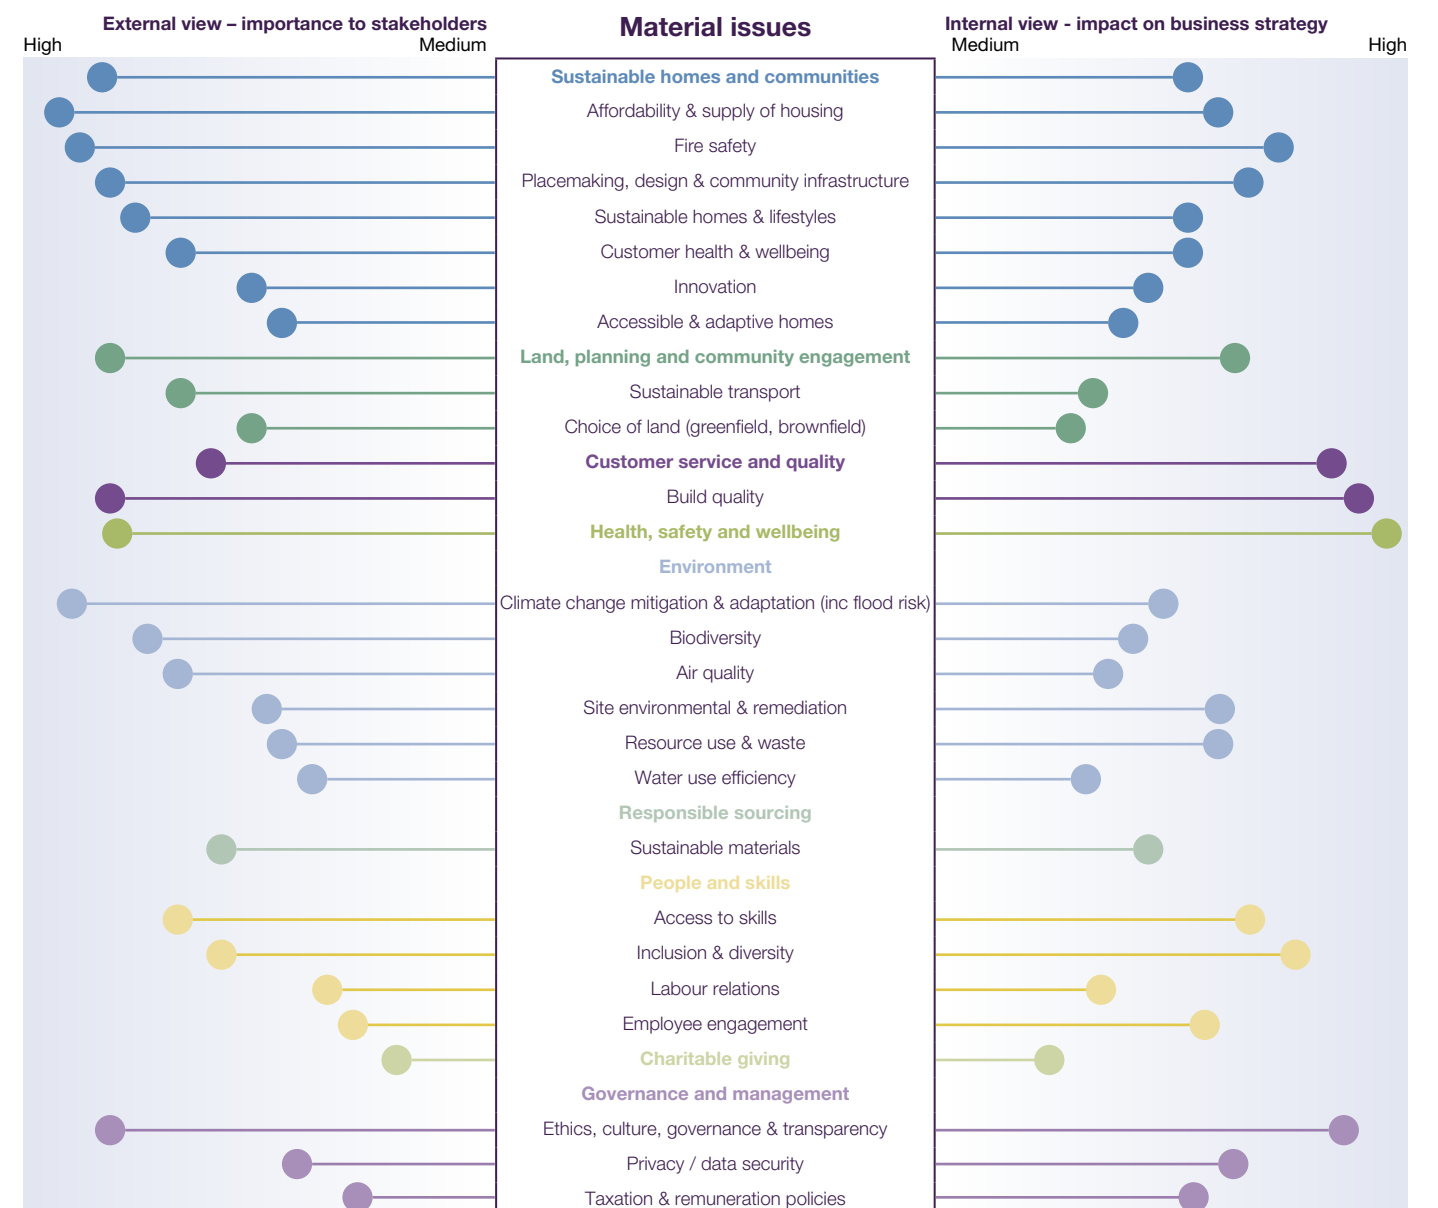 External view – importance to stakeholders
Material issues
Internal view - impact on business strategy
High
Medium
Medium
High
Sustainable homes and communities
Affordability & supply of housing
Fire safety
Placemaking, design & community infrastructure
Sustainable homes & lifestyles
Customer health & wellbeing
Innovation
Accessible & adaptive homes
Land, planning and community engagement
Sustainable transport
Choice of land (greenfield, brownfield)
Customer service and quality
Build quality
Health, safety and wellbeing
Environment
Climate change mitigation & adaptation (inc flood risk)
Biodiversity
Air quality
Site environmental & remediation
Resource use & waste
Water use efficiency
Responsible sourcing
Sustainable materials
People and skills
Access to skills
Inclusion & diversity
Labour relations
Employee engagement
Charitable giving
Governance and management
Ethics, culture, governance & transparency
Privacy / data security
Taxation & remuneration policies